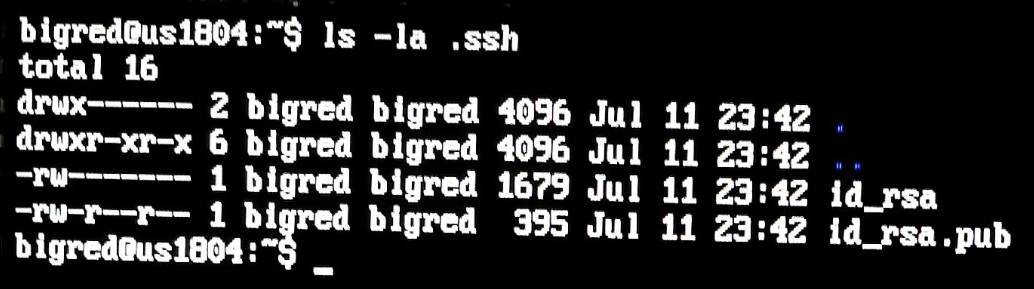 bigred@us1804:~$ ls -la .ssh
total 16
drwx------ 2 bigred bigred 4096 Jul 11 23:42 .
drwxr-xr-x 6 bigred bigred 4096 Jul 11 23:42 ..
-rw------- 1 bigred bigred 1679 Jul 11 23:42 id_rsa
-rw-r--r-- 1 bigred bigred  395 Jul 11 23:42 id_rsa.pub
bigred@us1804:~$ _